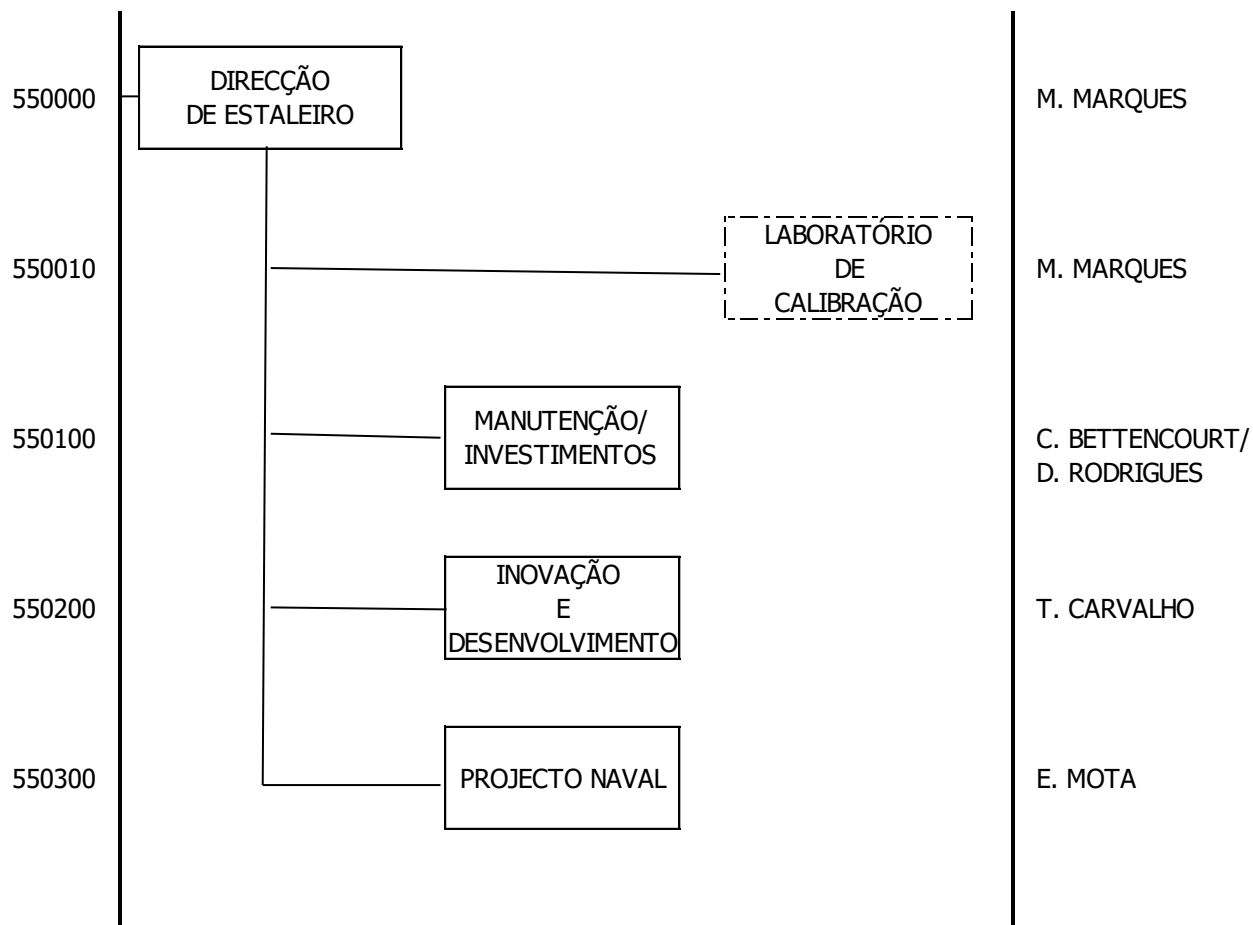 550000
DIRECÇÃO
DE ESTALEIRO
M. MARQUES
550010
LABORATÓRIO
DE
CALIBRAÇÃO
M. MARQUES
550100
MANUTENÇÃO/
INVESTIMENTOS
C. BETTENCOURT/
D. RODRIGUES
550200
INOVAÇÃO
E
DESENVOLVIMENTO
T. CARVALHO
550300
PROJECTO NAVAL
E. MOTA